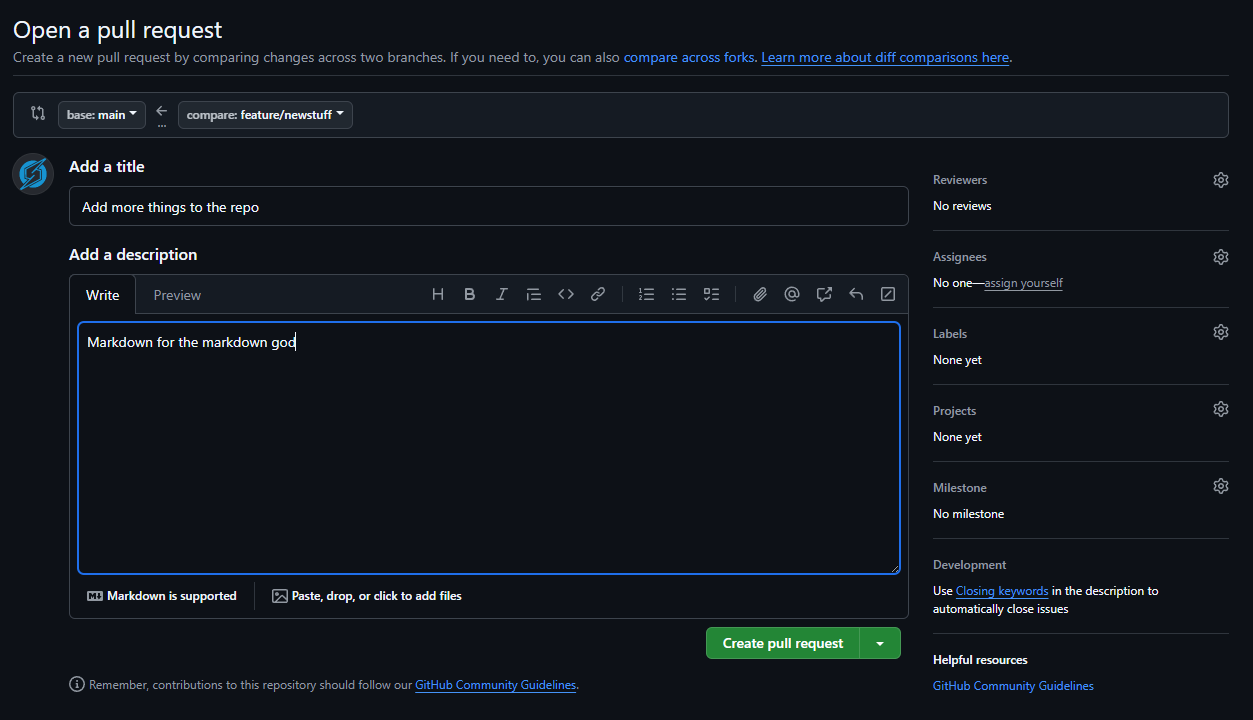 Open a pull request
Create a new pull request by comparing changes across two branches. If you need to, you can also compare across forks. Learn more about diff comparisons here.
base: main
compare: feature/newstuff
Add a title
Add more things to the repo
Add a description
Write
Preview
Markdown for the markdown god
Markdown is supported
Paste, drop, or click to add files
Create pull request
Remember, contributions to this repository should follow our GitHub Community Guidelines.
Reviewers
No reviews
Assignees
No one—assign yourself
Labels
None yet
Projects
None yet
Milestone
No milestone
Development
Use Closing keywords in the description to
automatically close issues
Helpful resources
GitHub Community Guidelines